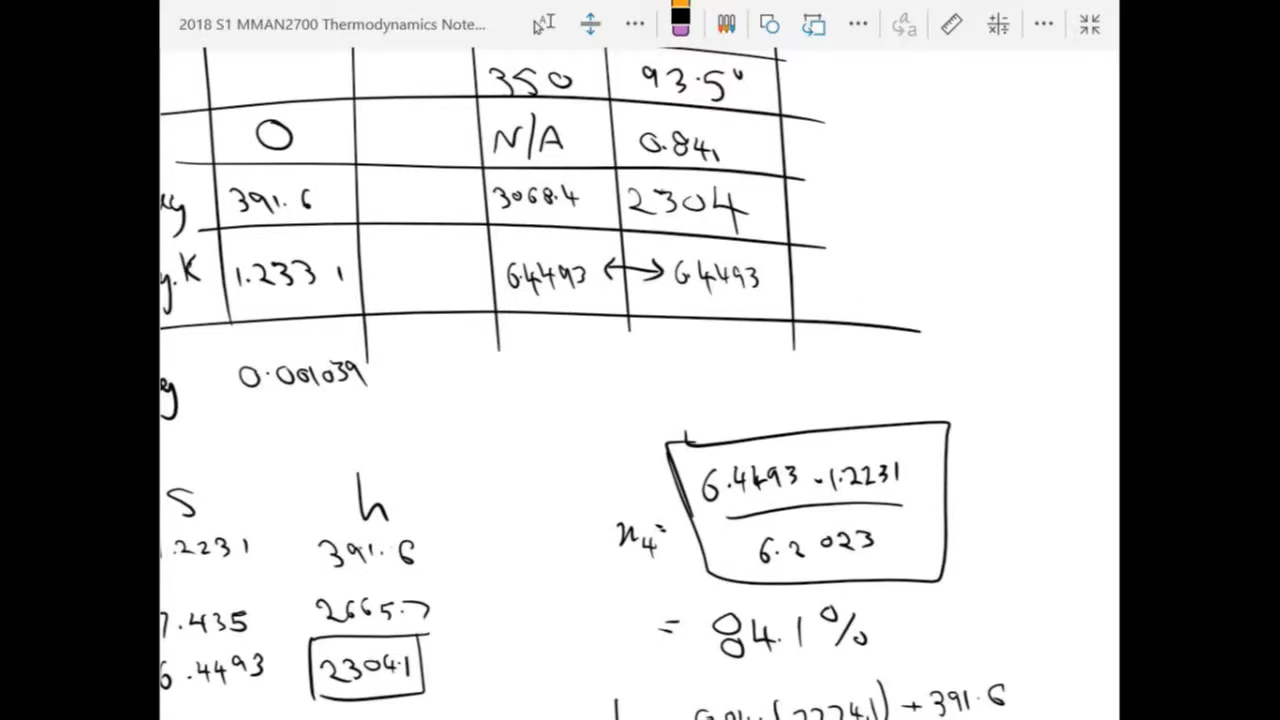 2018 S1 MMAN2700 Thermodynamics Note...
350 93.5°
0 N/A 0.841
391.6 3068.4 2304
y.K 1.2331 6.4493 ↔ 6.4493
0.001039
S h
.2231 391.6
7.435 2665.7
6.4493 2304.1
x4= 6.4493 - 1.2231
6.2023
= 84.1%
+ 391.6